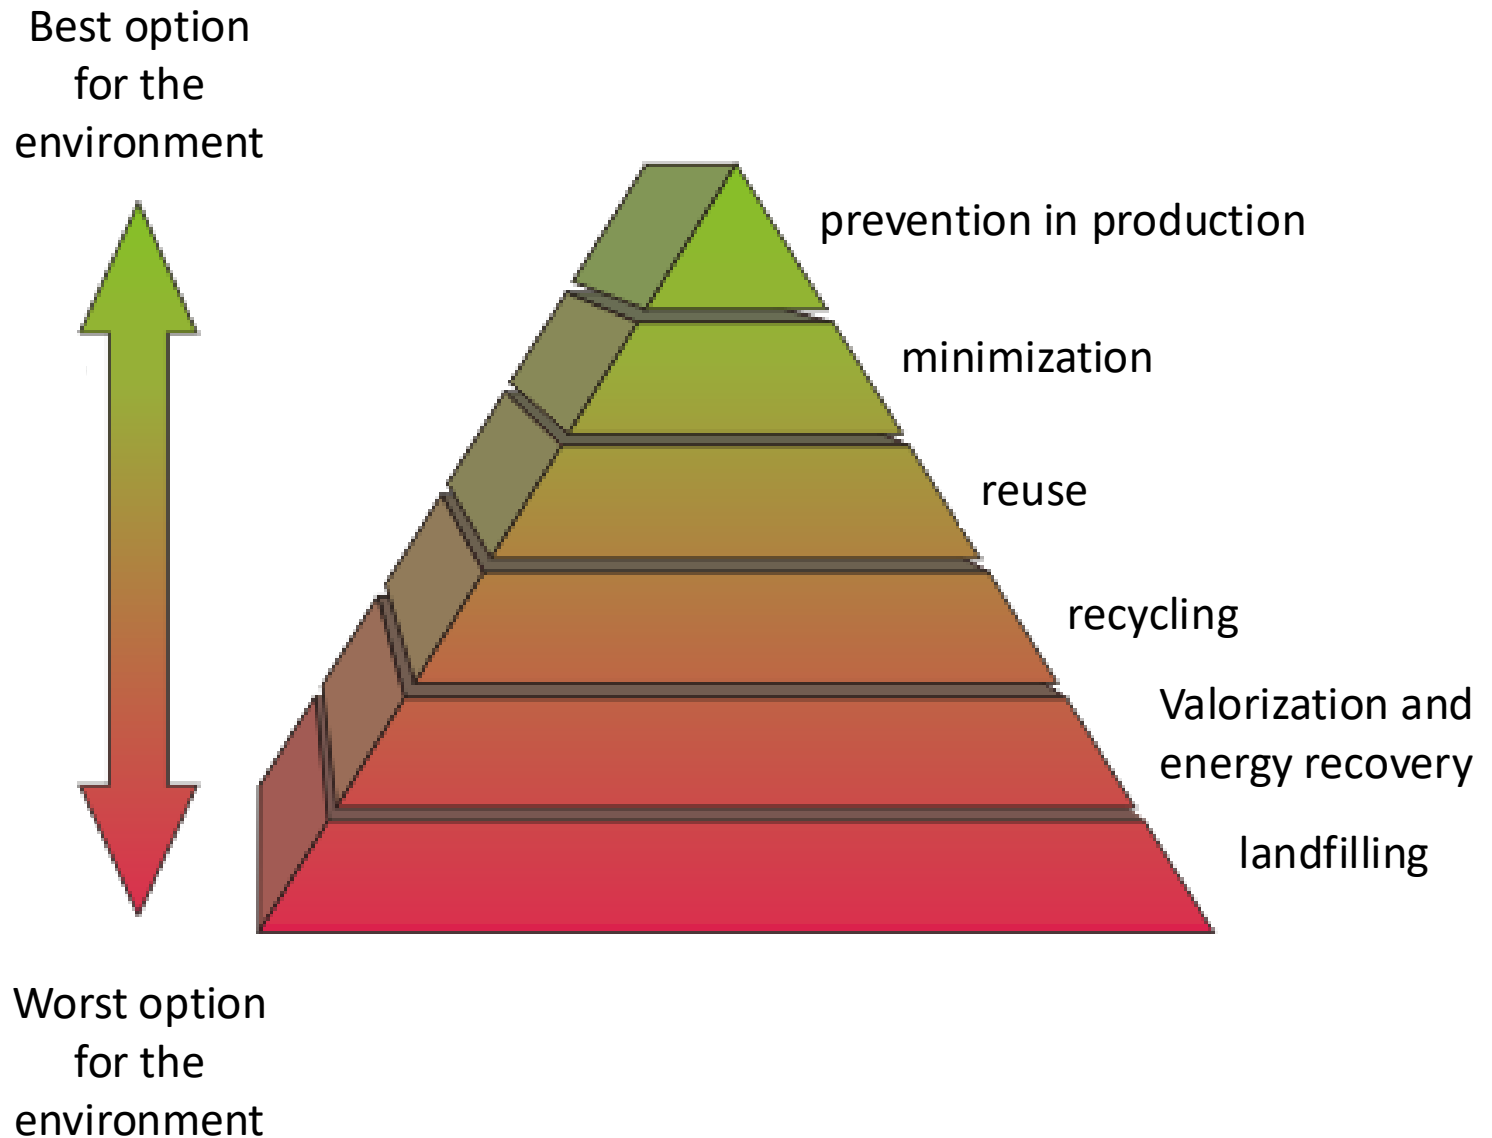 Best option
for the
environment
prevention in production
minimization
reuse
recycling
Valorization and
energy recovery
landfilling
Worst option
for the
environment